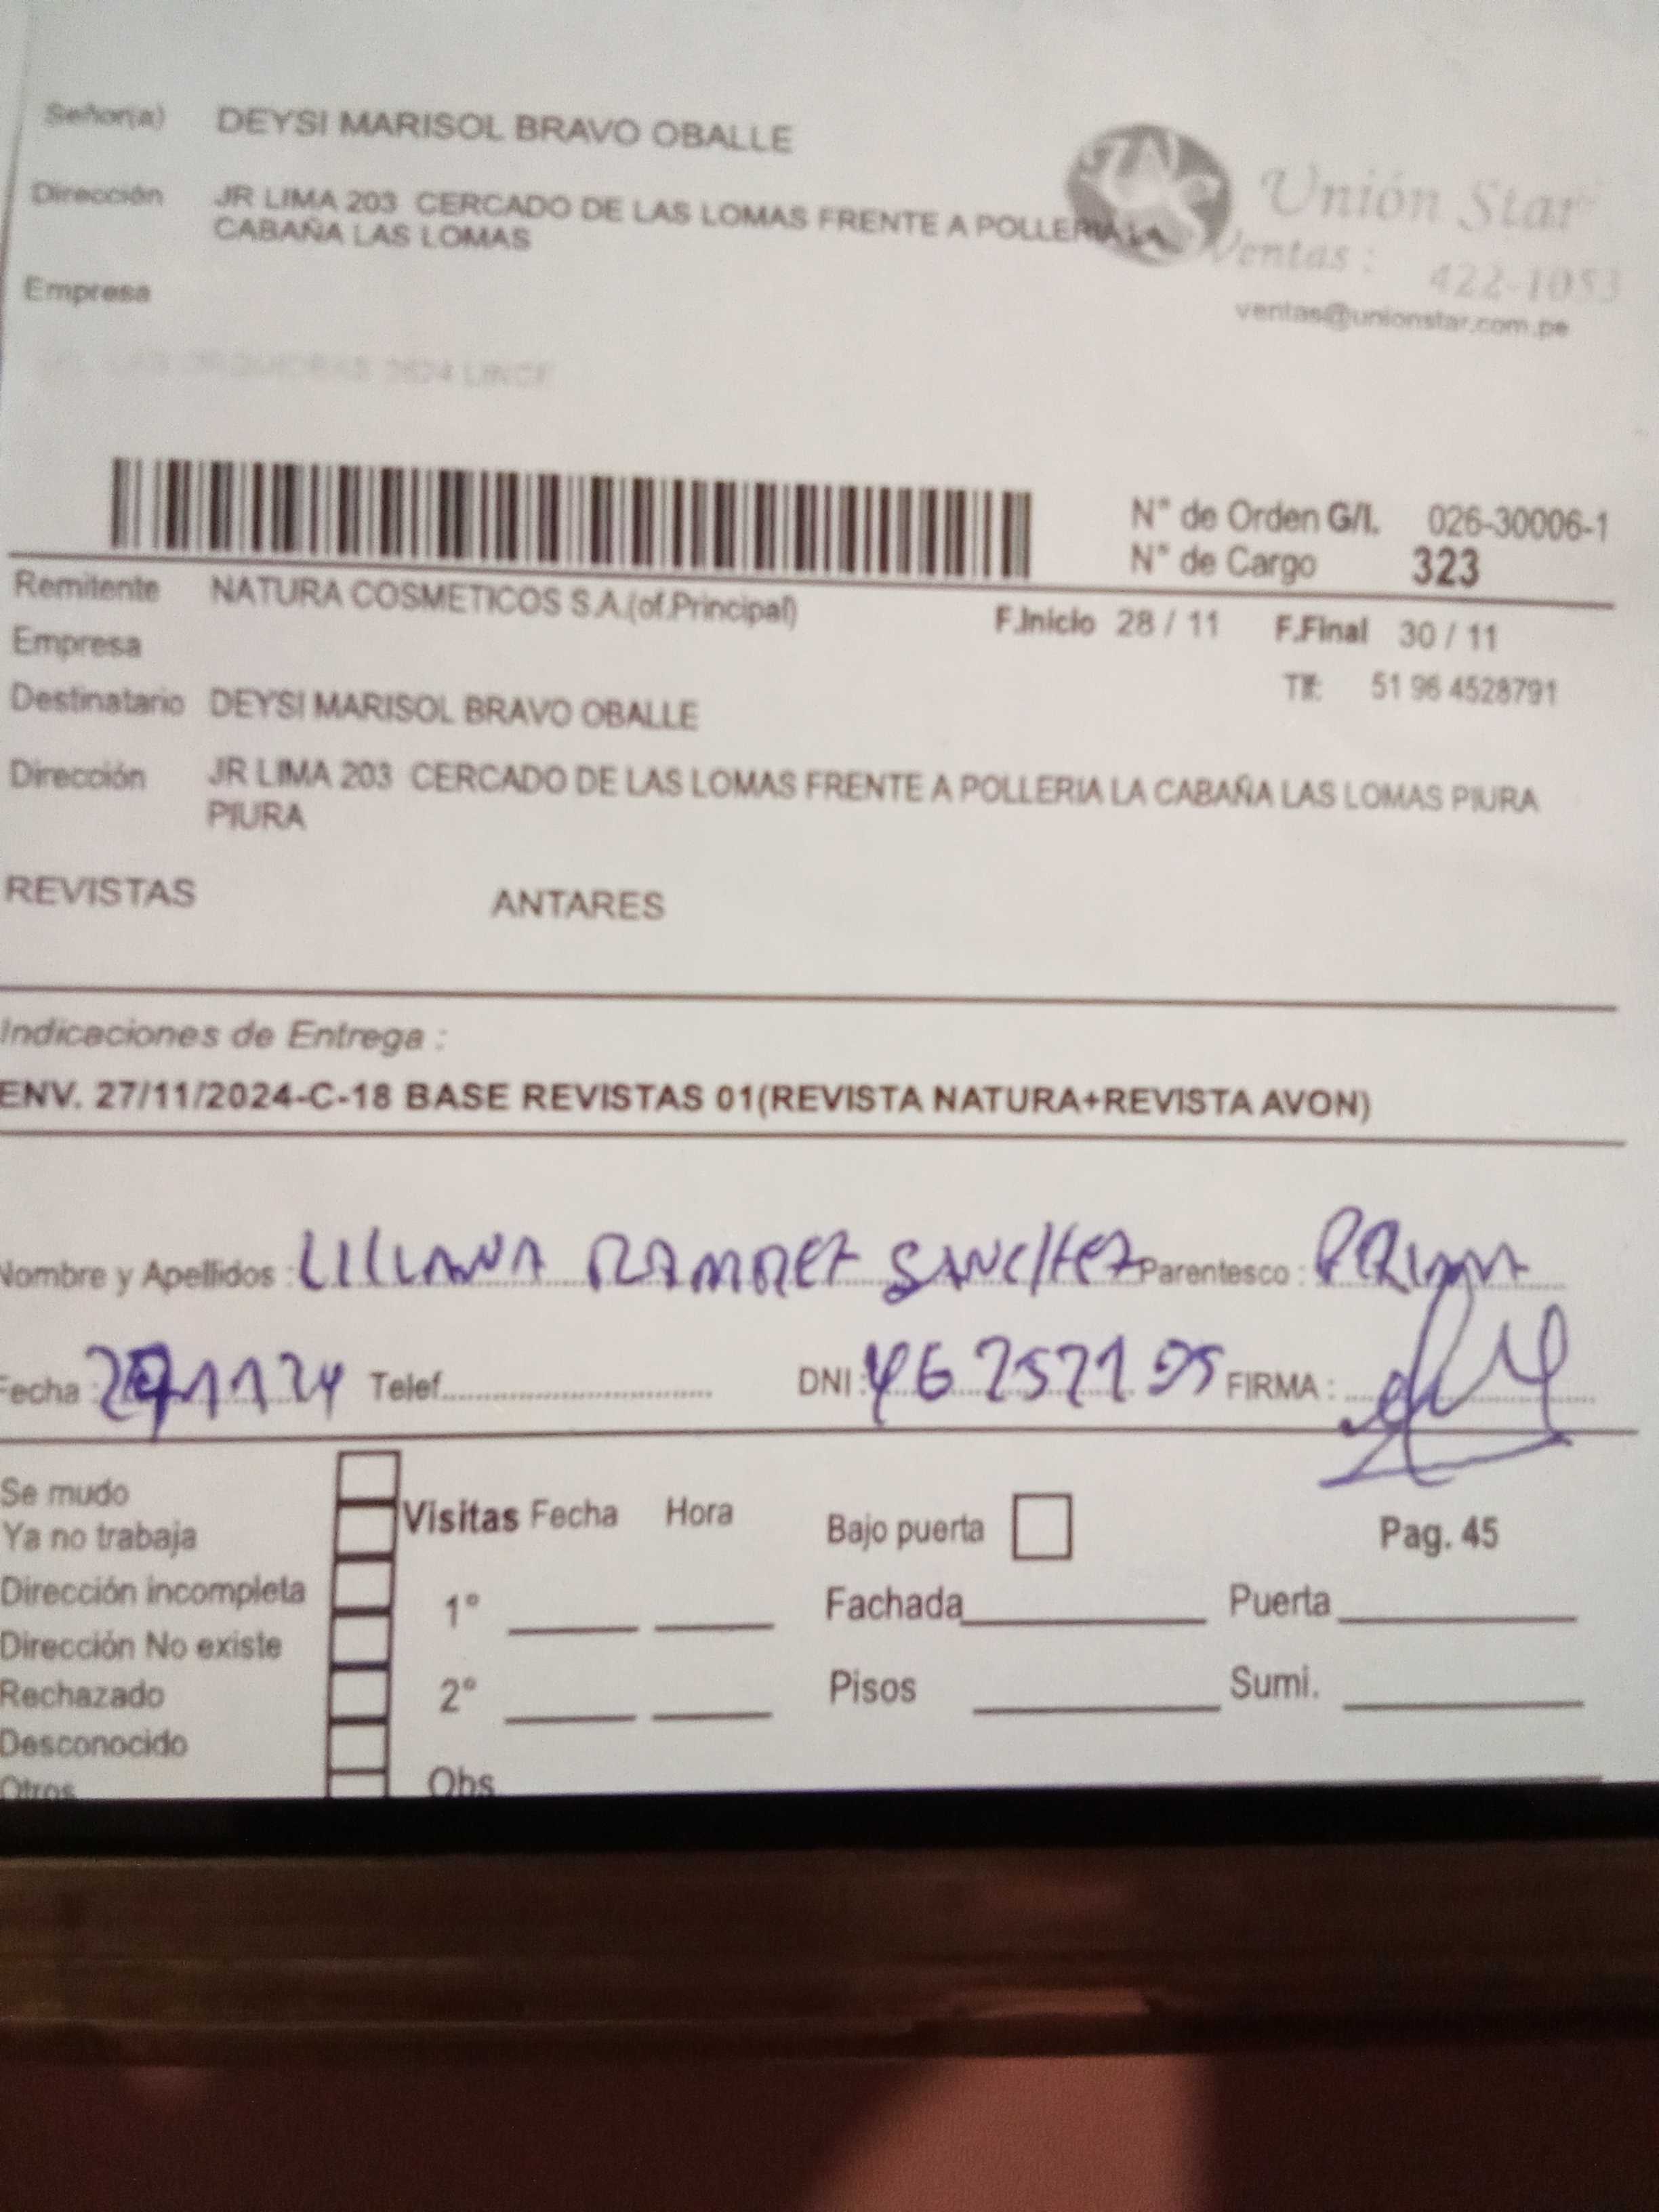 Señor(a) DEYSI MARISOL BRAVO OBALLE
Dirección JR LIMA 203 CERCADO DE LAS LOMAS FRENTE A POLLERIA LA
CABAÑA LAS LOMAS
Empresa
Unión Star
Ventas : 422-1053
ventas@unionstar.com.pe
2624 LINCE
N° de Orden G/I. 026-30006-1
N° de Cargo 323
Remitente NATURA COSMETICOS S.A.(of.Principal) F.Inicio 28 / 11 F.Final 30 / 11
Empresa
Tlf: 51 96 4528791
Destinatario DEYSI MARISOL BRAVO OBALLE
Dirección JR LIMA 203 CERCADO DE LAS LOMAS FRENTE A POLLERIA LA CABAÑA LAS LOMAS PIURA
PIURA
REVISTAS ANTARES
Indicaciones de Entrega :
ENV. 27/11/2024-C-18 BASE REVISTAS 01(REVISTA NATURA+REVISTA AVON)
Nombre y Apellidos : LILIANA SANCHEZ Parentesco : PRIMA
Fecha : Telef. DNI : FIRMA :
Se mudo
Ya no trabaja
Dirección incompleta
Dirección No existe
Rechazado
Desconocido
Otros
Visitas Fecha Hora
1°
2°
Obs
Bajo puerta Pag. 45
Fachada Puerta
Pisos Sumi.